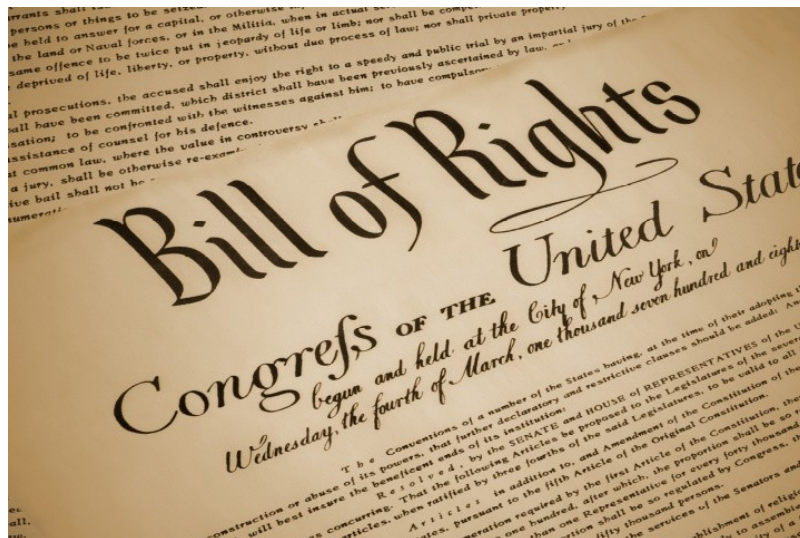 rrants shall
persons or things to be seized
be held to answer for a capital, or otherwise
the land or Naval forces, or in the Militia, when in actual
same offence to be twice put in jeopardy of life or limb; nor shall be
deprived of life, liberty, or property, without due process of law; nor shall private property
al prosecutions, the accused shall enjoy the right to a speedy and public trial by an impartial jury of the
all have been committed, which district shall have been previously ascertained by law,
sation; to be confronted with the witnesses against him; to have compulsory
ssistance of counsel for his defence.
t common law, where the value in controversy
a jury, shall be otherwise
ive bail shall not be
Bill of Rights
Congreſs OF THE United State
begun and held at the City of New York, on
Wednesday, the fourth of March, one thousand seven hundred and eighty
The Conventions of a number of the States having, at the time of their adopting
construction or abuse of its powers, that further declaratory and restrictive clauses should be added:
will best insure the beneficent ends of its institution:
Resolved, by the SENATE and HOUSE of REPRESENTATIVES of the
concurring. That the following Articles be proposed to the Legislatures of the
articles, when ratified by three fourths of the said Legislatures, to be valid to all
Articles in addition to, and Amendment of the Constitution of the
pursuant to the fifth Article of the Original Constitution.
required by the first Article of the Constitution,
one hundred, after which, the proportion shall be so
than one Representative for every forty thousand
shall be so regulated by Congress,
fifty thousand persons.
the services of the Senators and